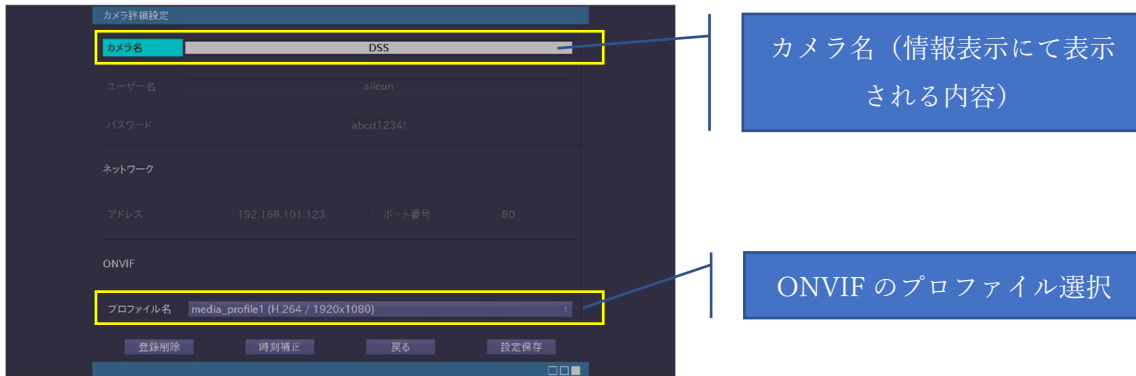 カメラ詳細設定
カメラ名 DSS
カメラ名（情報表示にて表示
される内容）
ユーザー名 aileun
パスワード abcd1234!
ネットワーク
アドレス 192.168.101.123 ポート番号 80
ONVIF
ONVIF のプロファイル選択
プロファイル名 media_profile1 (H.264 / 1920x1080)
登録削除 時刻補正 戻る 設定保存